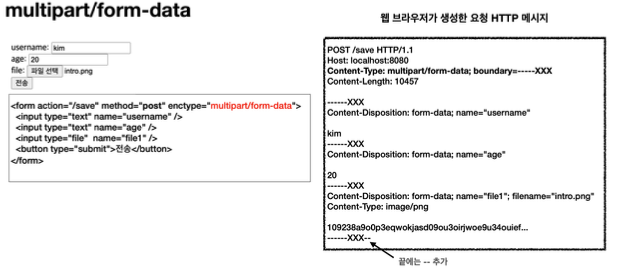 multipart/form-data
username: kim
age: 20
file: 파일 선택 intro.png
전송
<form action="/save" method="post" enctype="multipart/form-data">
<input type="text" name="username" />
<input type="text" name="age" />
<input type="file" name="file1" />
<button type="submit">전송</button>
</form>
웹 브라우저가 생성한 요청 HTTP 메시지
POST /save HTTP/1.1
Host: localhost:8080
Content-Type: multipart/form-data; boundary=-----XXX
Content-Length: 10457
------XXX
Content-Disposition: form-data; name="username"
kim
------XXX
Content-Disposition: form-data; name="age"
20
------XXX
Content-Disposition: form-data; name="file1"; filename="intro.png"
Content-Type: image/png
109238a9o0p3eqwokjasd09ou3oirjwoe9u34ouief...
------XXX--
끝에는 -- 추가